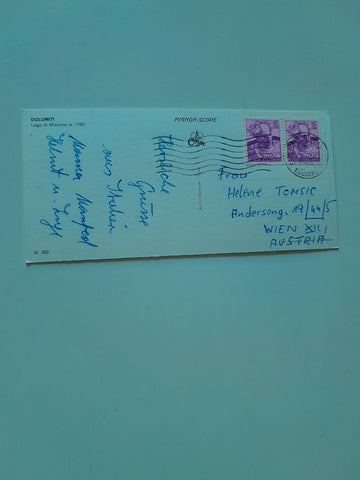 DOLOMITI
Lago di Misurina m. 1760
MIGNON-SCOPE
Herzliche
Grüsse
aus Italien
Mama Manfred
Helmut u. Inge
Frau
Helene TOMSIC
Anderseng. 19/44/5
WIEN XII,
AUSTRIA
N. 390